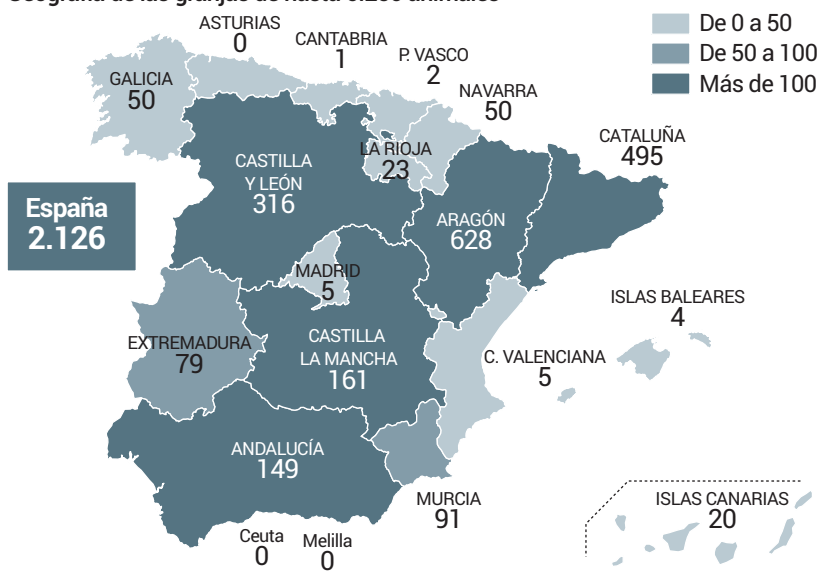 De 0 a 50
De 50 a 100
Más de 100
ASTURIAS
0
CANTABRIA
1
P. VASCO
2
GALICIA
50
NAVARRA
50
LA RIOJA
23
CATALUÑA
495
CASTILLA
Y LEÓN
316
España
2.126
ARAGÓN
628
MADRID
5
ISLAS BALEARES
4
EXTREMADURA
79
CASTILLA
LA MANCHA
161
C. VALENCIANA
5
ANDALUCÍA
149
MURCIA
91
ISLAS CANARIAS
20
Ceuta
0
Melilla
0